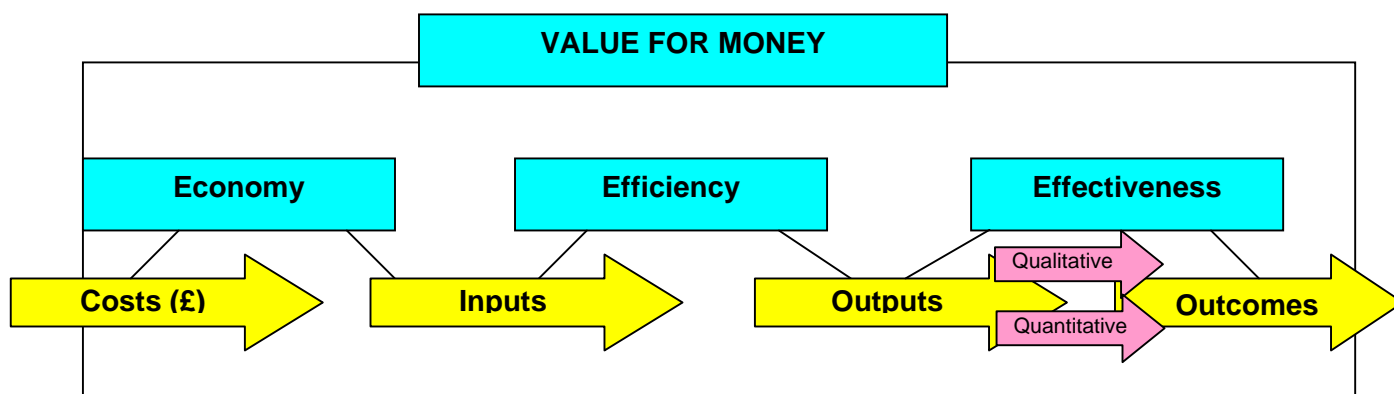 VALUE FOR MONEY
Economy
Efficiency
Effectiveness
Costs (£)
Inputs
Outputs
Qualitative
Quantitative
Outcomes